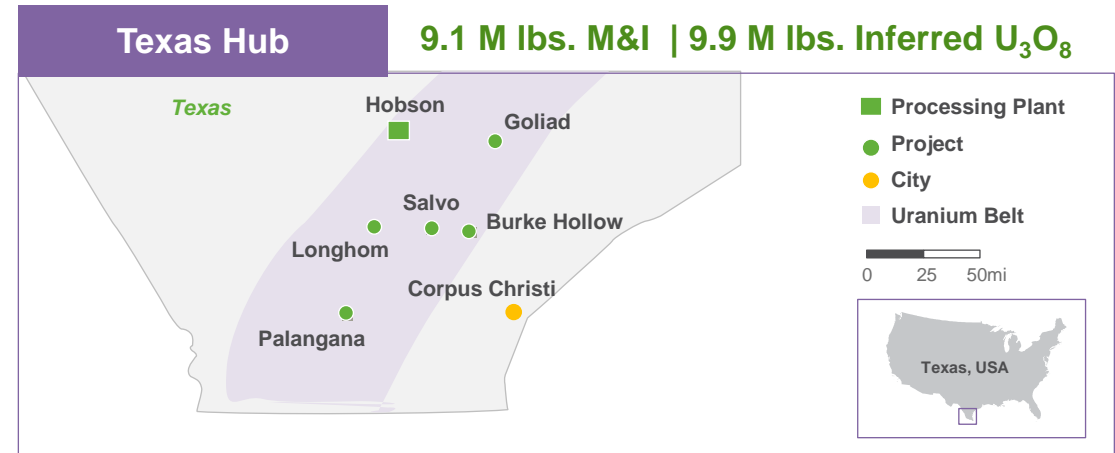 Texas Hub
9.1 M lbs. M&I | 9.9 M lbs. Inferred U₃O₈
Texas
Hobson
Goliad
Salvo
Burke Hollow
Longhom
Corpus Christi
Palangana
Processing Plant
Project
City
Uranium Belt
0 25 50mi
Texas, USA